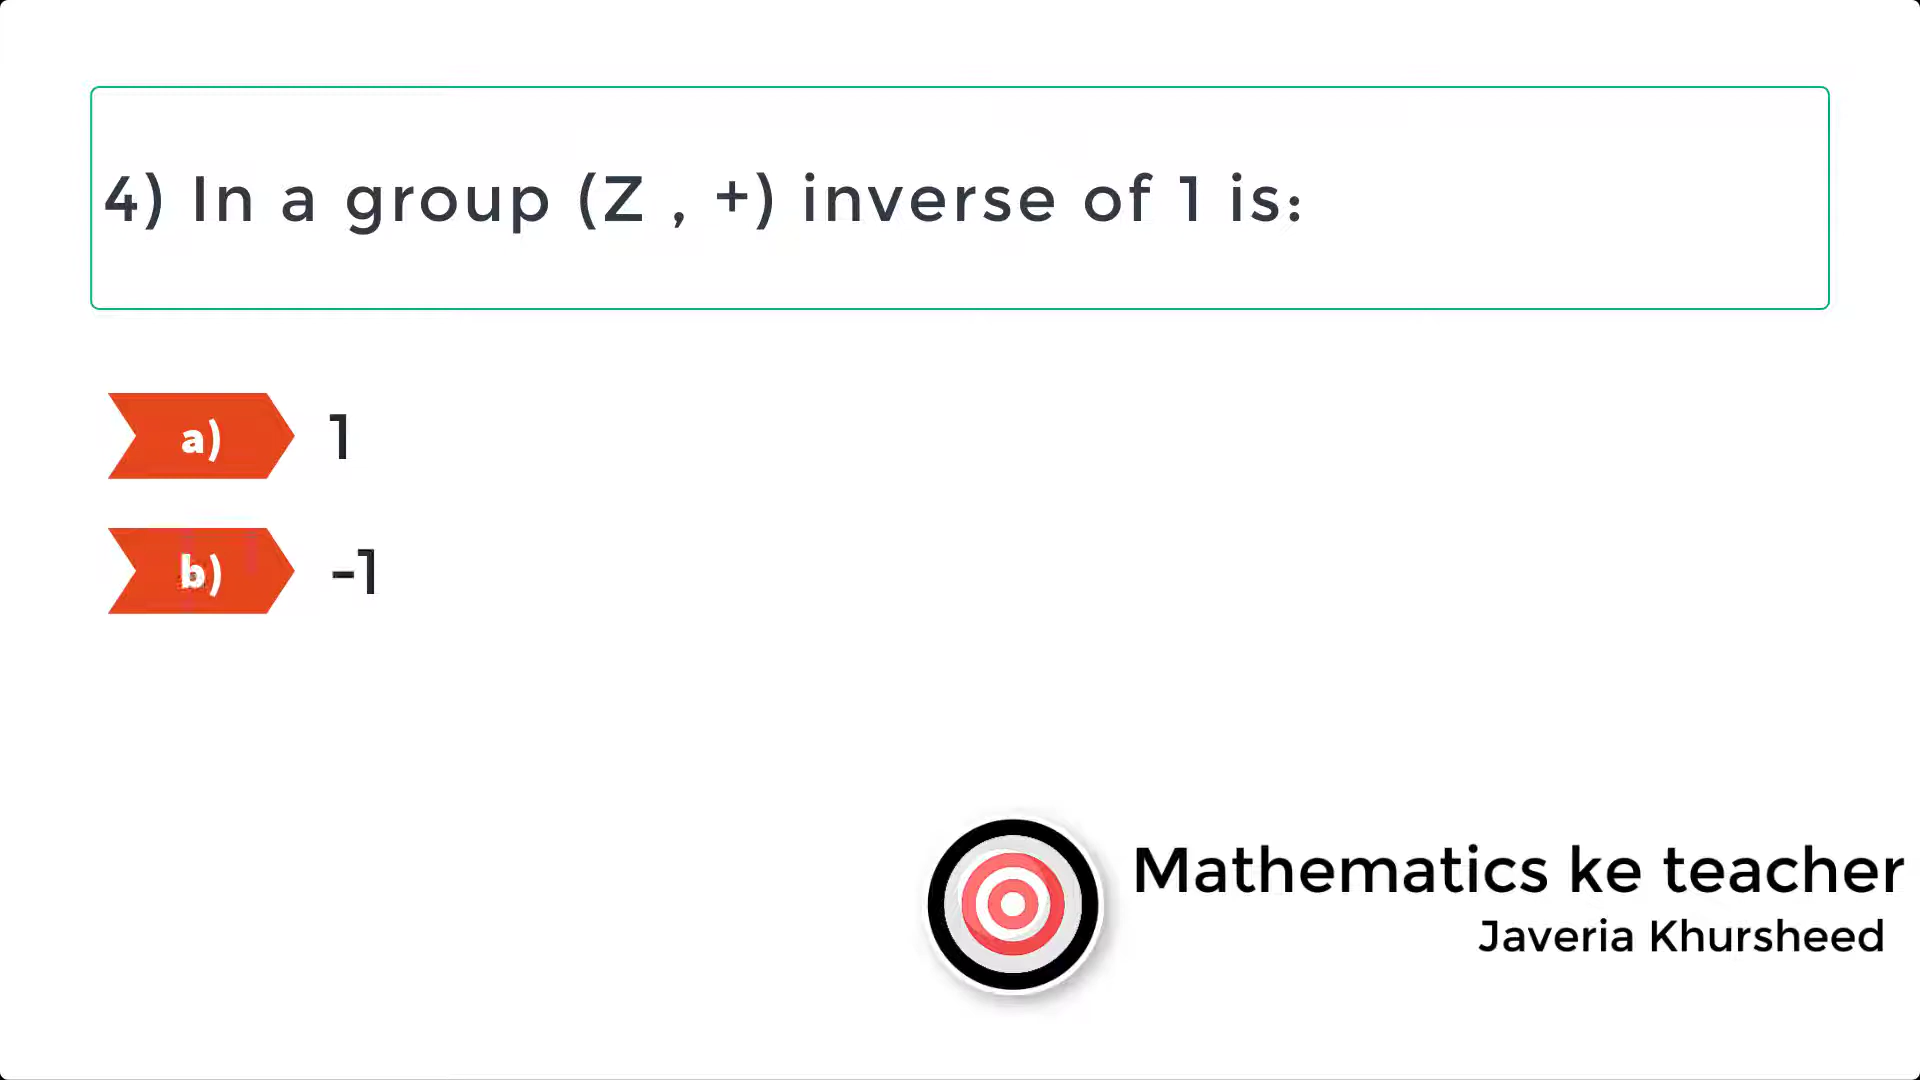 4) In a group (Z , +) inverse of 1 is:
a) 1
b) -1
Mathematics ke teacher
Javeria Khursheed